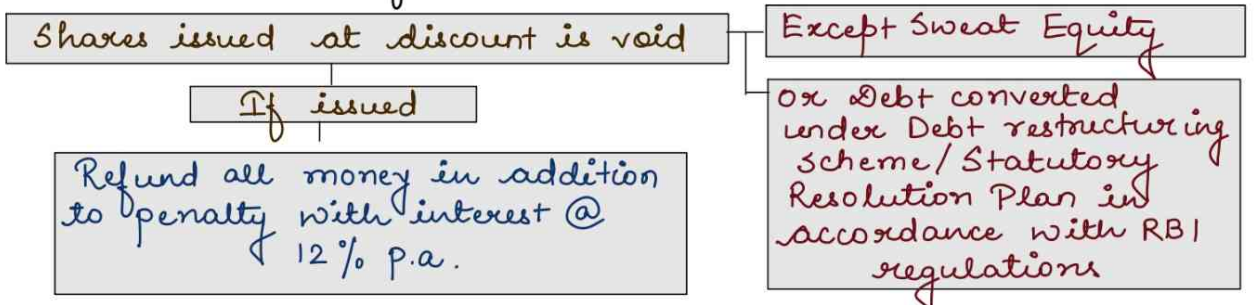 Shares issued at discount is void
Except Sweat Equity
If issued
or Debt converted
under Debt restructuring
scheme/Statutory
Resolution Plan in
accordance with RBI
regulations
Refund all money in addition
to penalty with interest @
12% p.a.